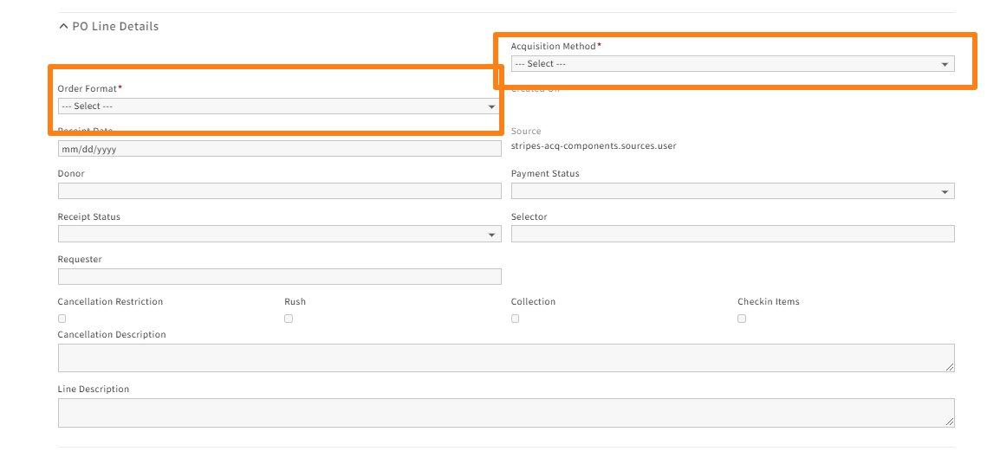 PO Line Details
Acquisition Method*
--- Select ---
Order Format*
--- Select ---
Created On
Receipt Date
mm/dd/yyyy
Source
stripes-acq-components.sources.user
Donor
Payment Status
Receipt Status
Selector
Requester
Cancellation Restriction
Rush
Collection
Checkin Items
Cancellation Description
Line Description